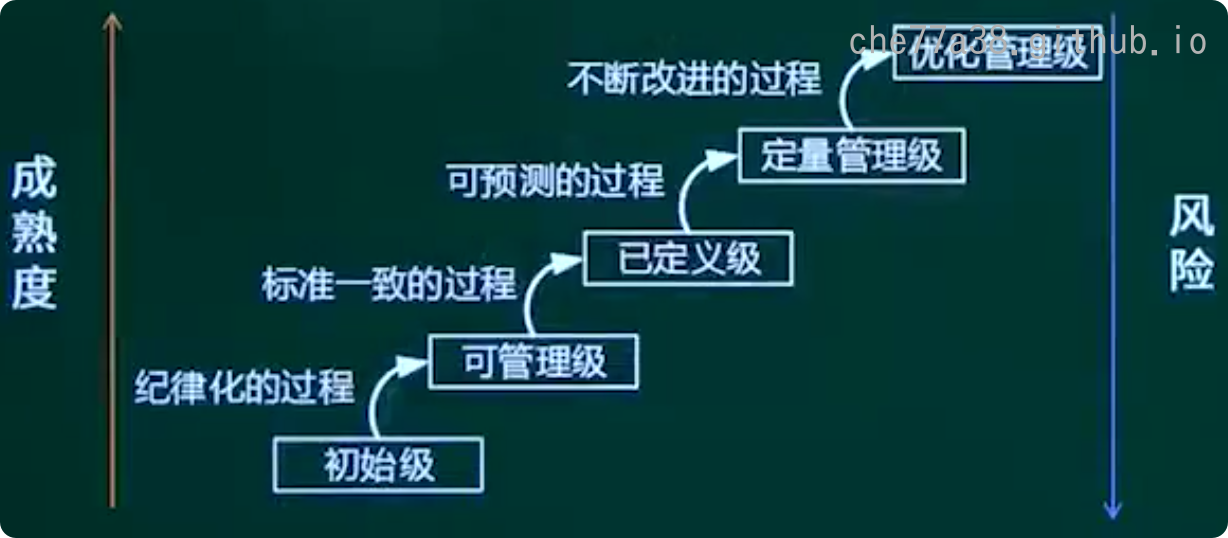 che77a38.github.io
优化管理级
不断改进的过程
定量管理级
可预测的过程
已定义级
标准一致的过程
可管理级
纪律化的过程
初始级
成熟度
风险